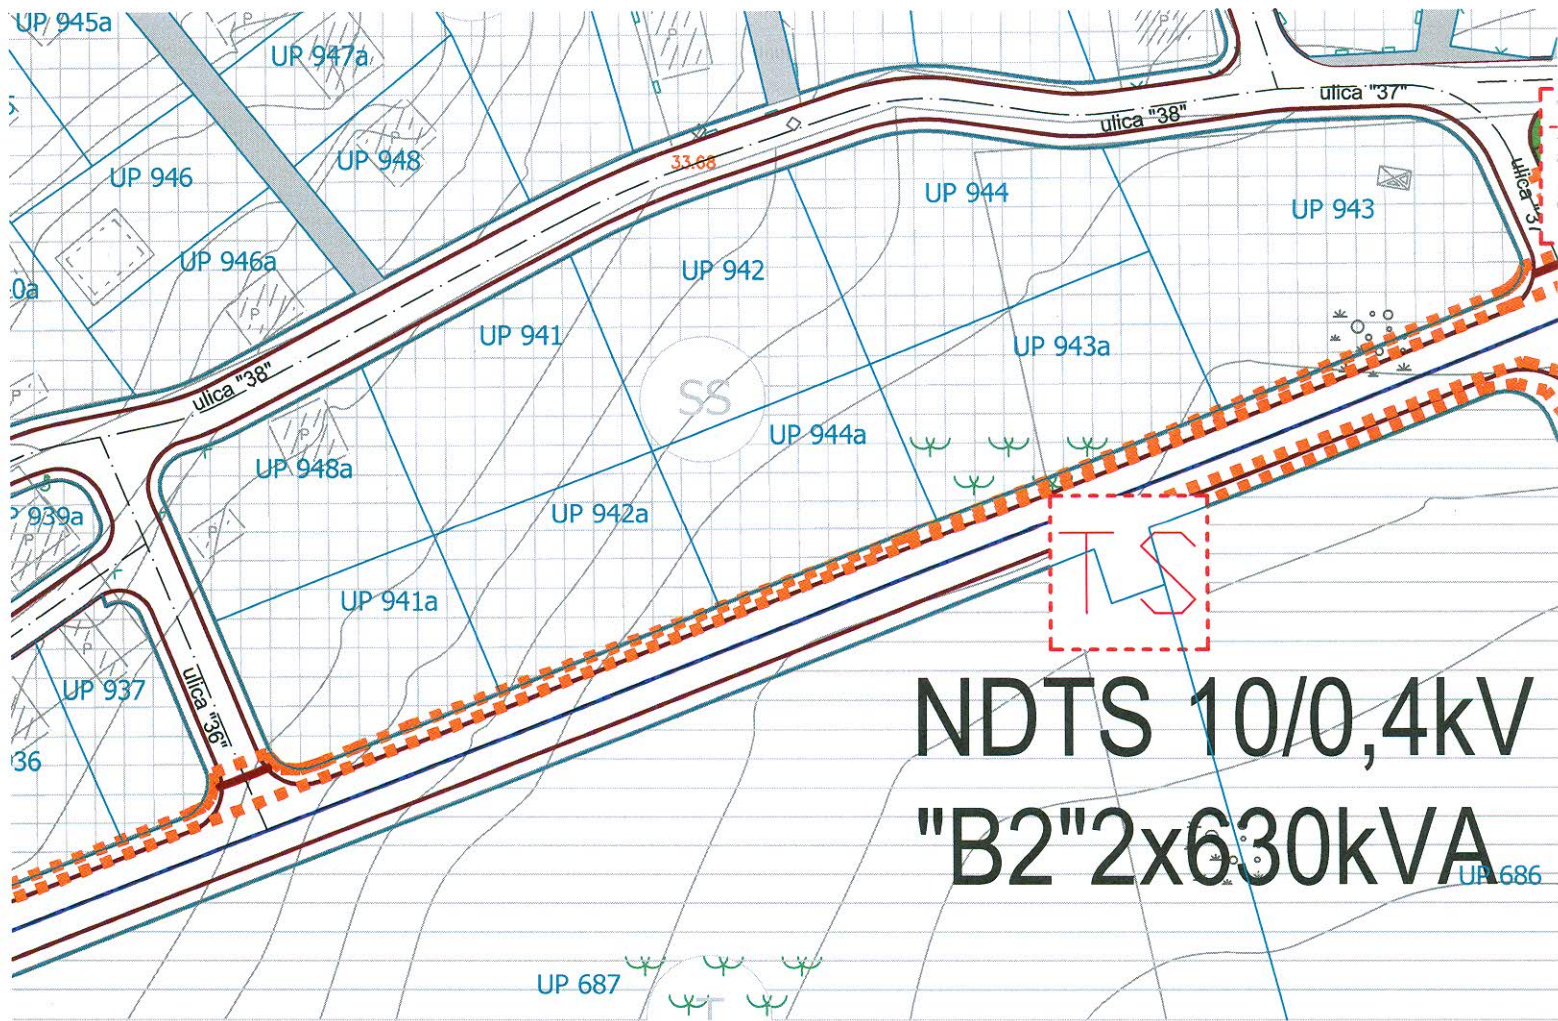 UP 945a
P
UP 947a
P
P
ulica "37"
ulica "38"
33.68
UP 948
UP 946
UP 944
UP 943
ulica "37
UP 946a
UP 942
0a
P
UP 941
UP 943a
ulica "38"
P
SS
P
UP 944a
UP 948a
UP 942a
P 939a
P
P
TS
UP 941a
P
UP 937
ulica "36"
NDTS 10/0,4kV
36
"B2"2x630kVA
UP 686
UP 687
T